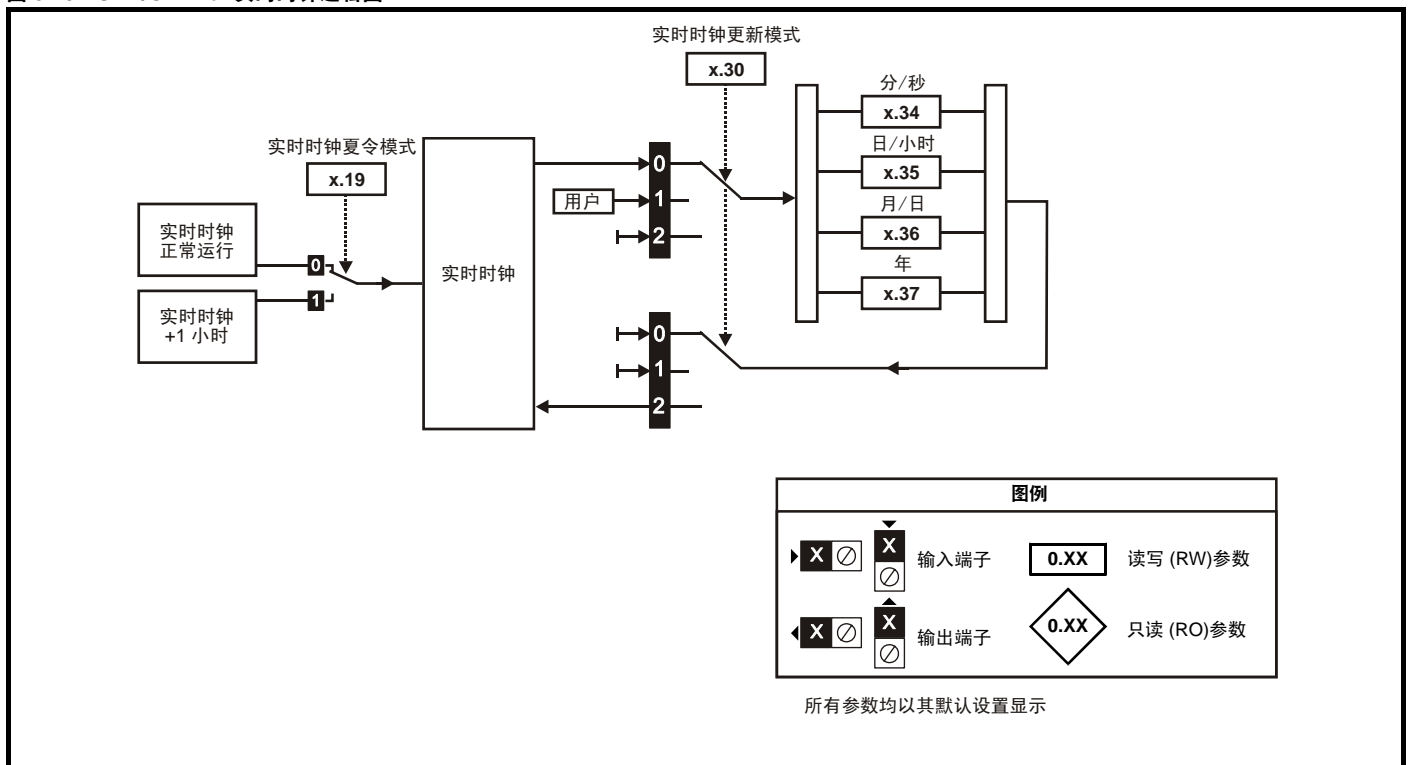 实时时钟更新模式
x.30
分/秒
x.34
日/小时
x.35
月/日
x.36
年
x.37
实时时钟夏令模式
x.19
实时时钟
正常运行
0
1
实时时钟
+1 小时
实时时钟
用户
0
1
2
0
1
2
图例
X
X
输入端子
0.XX
读写 (RW)参数
X
X
输出端子
0.XX
只读 (RO)参数
所有参数均以其默认设置显示